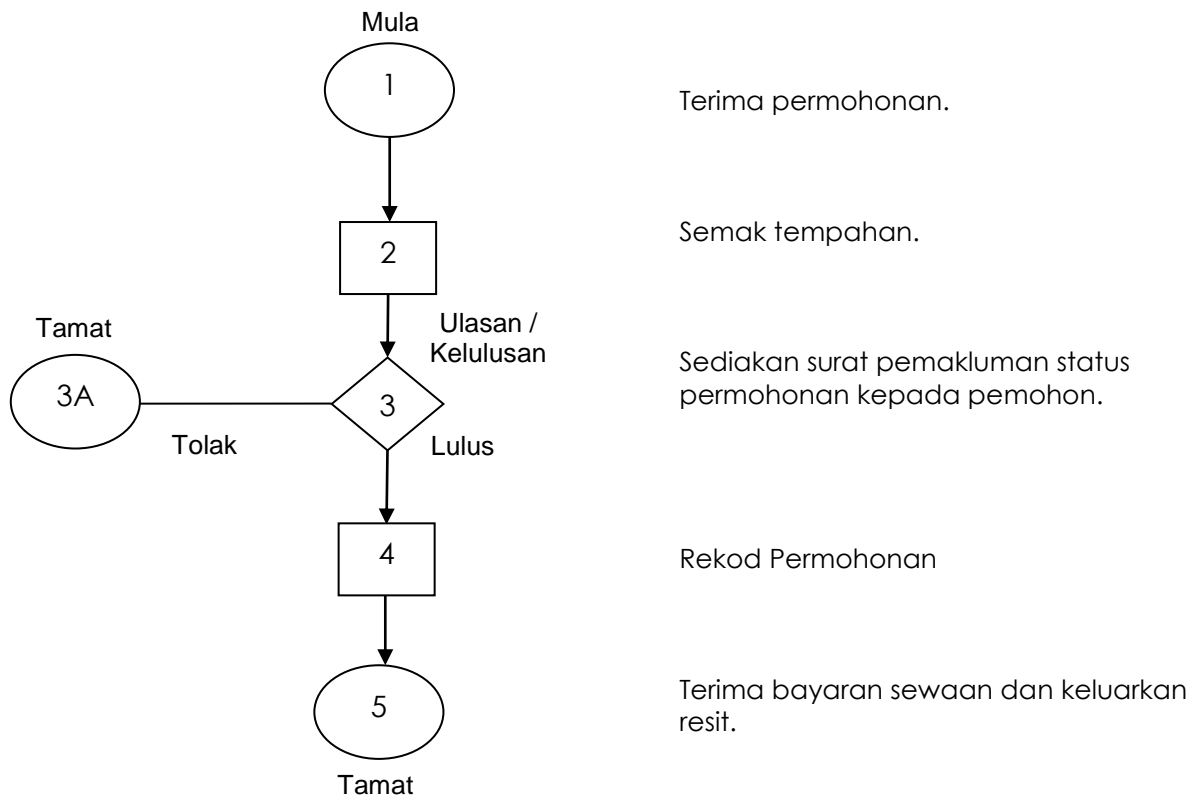 Mula
1
Terima permohonan.
2
Semak tempahan.
Ulasan /
Kelulusan
Tamat
3A
Tolak
3
Lulus
Sediakan surat pemakluman status
permohonan kepada pemohon.
4
Rekod Permohonan
5
Terima bayaran sewaan dan keluarkan
resit.
Tamat